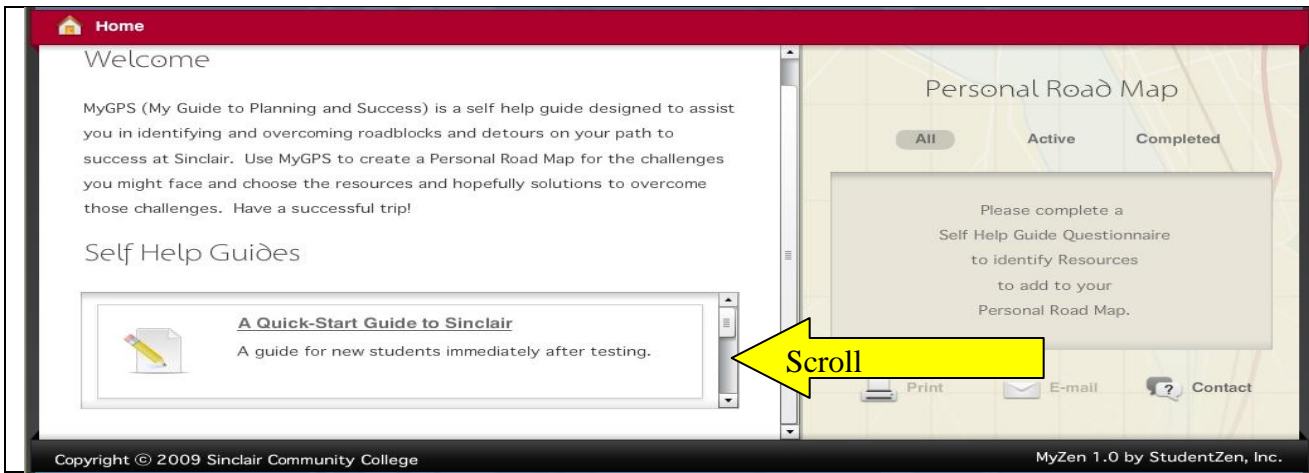 Home
Welcome
MyGPS (My Guide to Planning and Success) is a self help guide designed to assist
you in identifying and overcoming roadblocks and detours on your path to
success at Sinclair.  Use MyGPS to create a Personal Road Map for the challenges
you might face and choose the resources and hopefully solutions to overcome
those challenges.  Have a successful trip!
Self Help Guides
A Quick-Start Guide to Sinclair
A guide for new students immediately after testing.
Scroll
Personal Road Map
All Active Completed
Please complete a
Self Help Guide Questionnaire
to identify Resources
to add to your
Personal Road Map.
Print E-mail Contact
Copyright © 2009 Sinclair Community College
MyZen 1.0 by StudentZen, Inc.